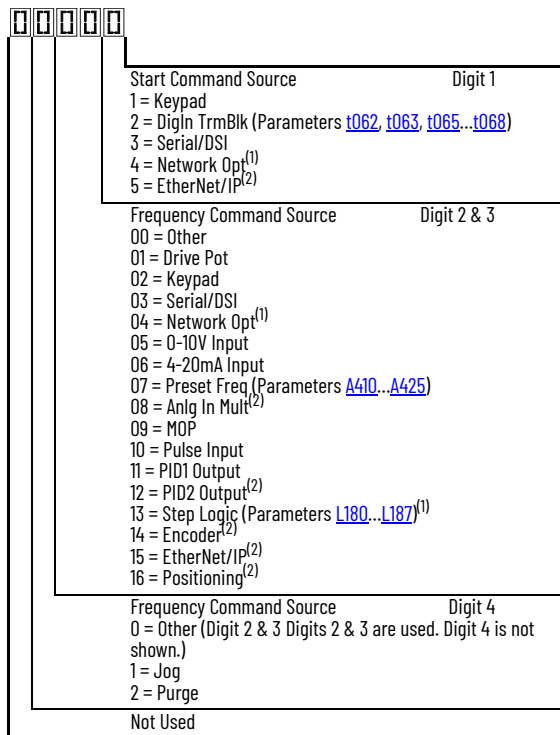 00000
Start Command Source Digit 1
1 = Keypad
2 = DigIn TrmBlk (Parameters t062, t063, t065...t068)
3 = Serial/DSI
4 = Network Opt(1)
5 = EtherNet/IP(2)
Frequency Command Source Digit 2 & 3
00 = Other
01 = Drive Pot
02 = Keypad
03 = Serial/DSI
04 = Network Opt(1)
05 = 0-10V Input
06 = 4-20mA Input
07 = Preset Freq (Parameters A410...A425)
08 = Anlg In Mult(2)
09 = MOP
10 = Pulse Input
11 = PID1 Output
12 = PID2 Output(2)
13 = Step Logic (Parameters L180...L187)(1)
14 = Encoder(2)
15 = EtherNet/IP(2)
16 = Positioning(2)
Frequency Command Source Digit 4
0 = Other (Digit 2 & 3 Digits 2 & 3 are used. Digit 4 is not
shown.)
1 = Jog
2 = Purge
Not Used